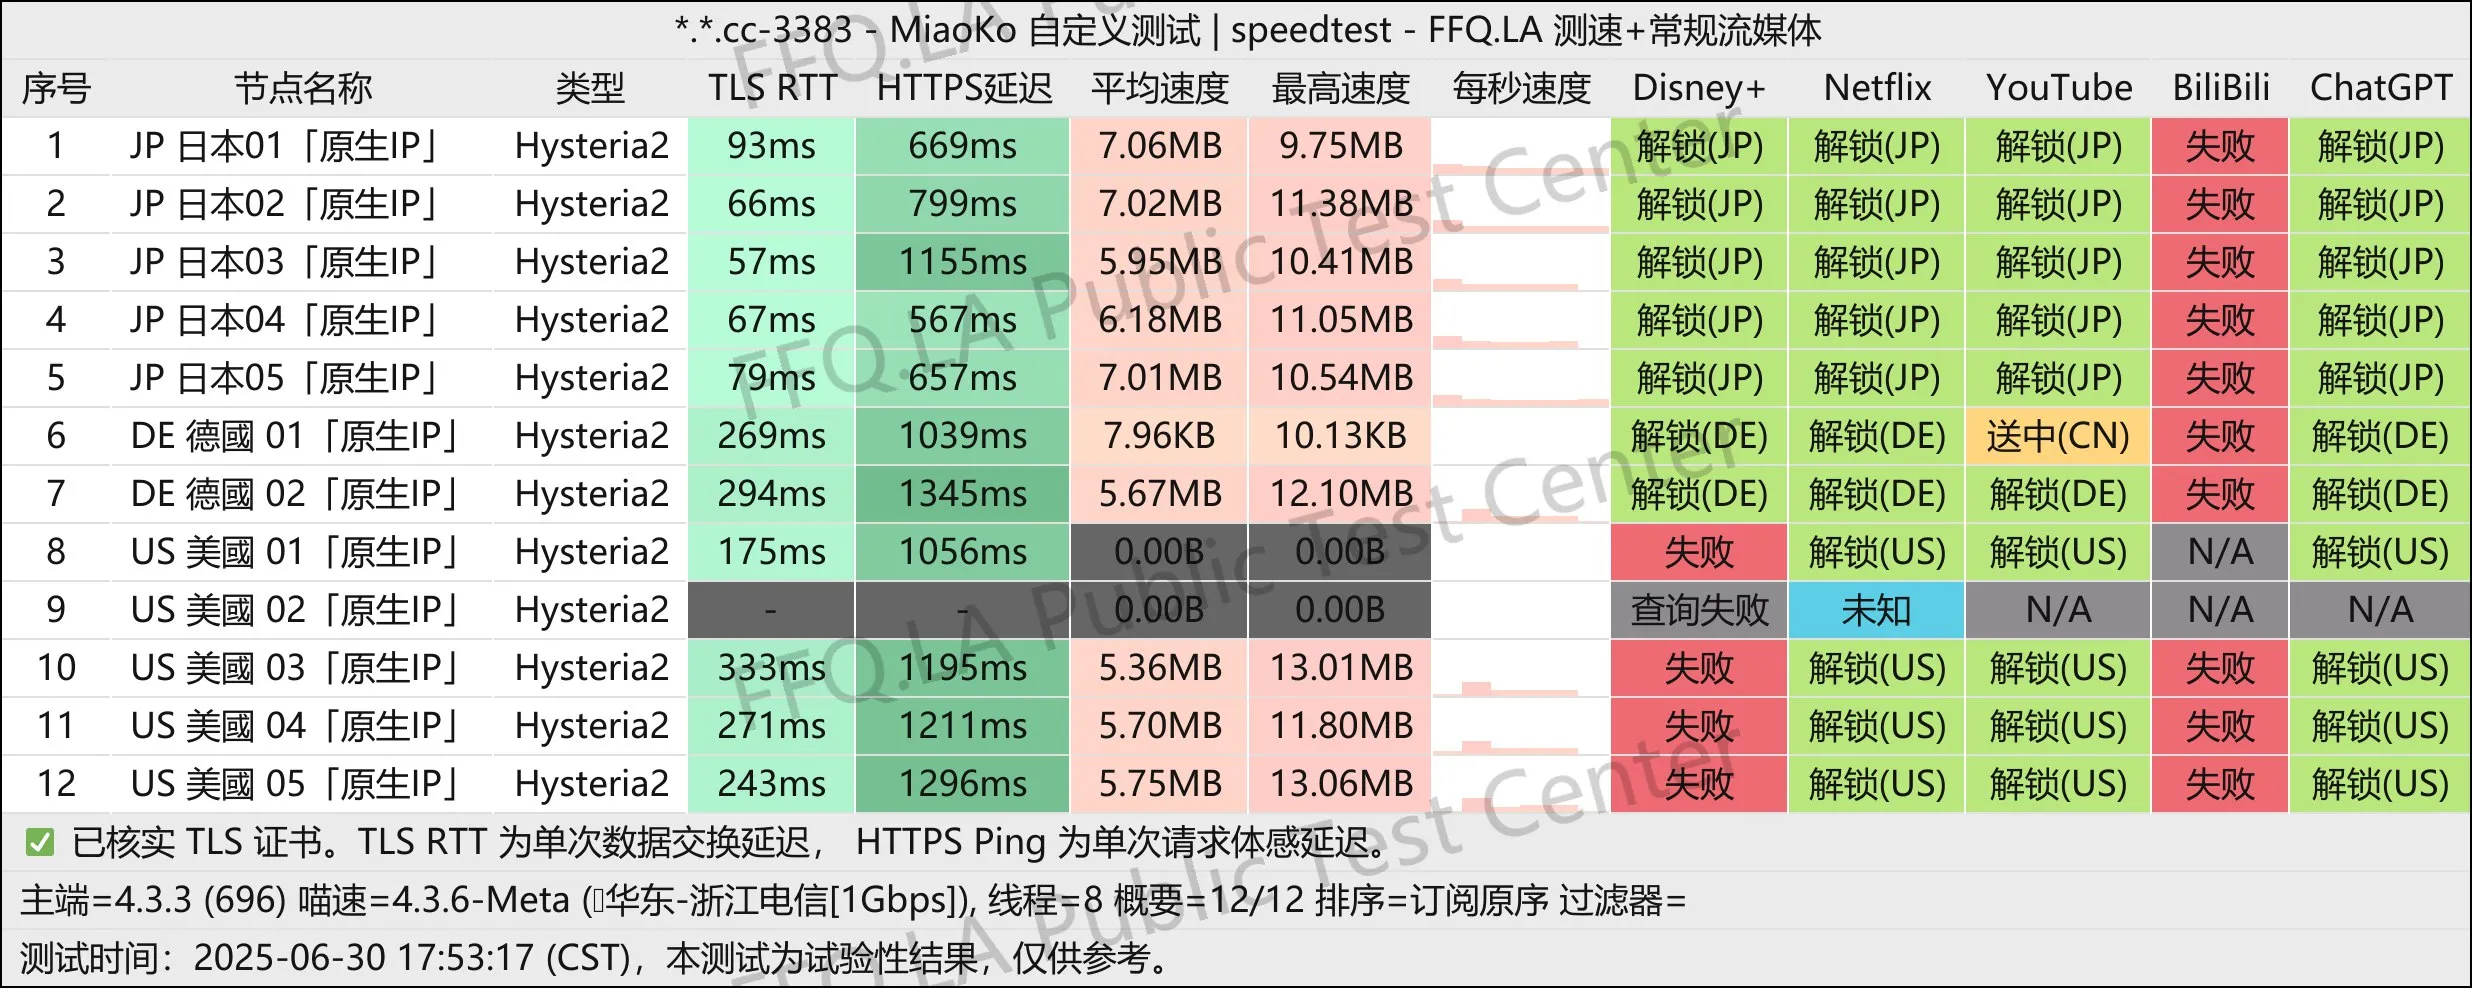 *.*.cc-3383 - MiaoKo 自定义测试 | speedtest - FFQ.LA 测速+常规流媒体
序号 节点名称 类型 TLS RTT HTTPS延迟 平均速度 最高速度 每秒速度 Disney+ Netflix YouTube BiliBili ChatGPT
1 JP 日本01「原生IP」 Hysteria2 93ms 669ms 7.06MB 9.75MB 解锁(JP) 解锁(JP) 解锁(JP) 失败 解锁(JP)
2 JP 日本02「原生IP」 Hysteria2 66ms 799ms 7.02MB 11.38MB 解锁(JP) 解锁(JP) 解锁(JP) 失败 解锁(JP)
3 JP 日本03「原生IP」 Hysteria2 57ms 1155ms 5.95MB 10.41MB 解锁(JP) 解锁(JP) 解锁(JP) 失败 解锁(JP)
4 JP 日本04「原生IP」 Hysteria2 67ms 567ms 6.18MB 11.05MB 解锁(JP) 解锁(JP) 解锁(JP) 失败 解锁(JP)
5 JP 日本05「原生IP」 Hysteria2 79ms 657ms 7.01MB 10.54MB 解锁(JP) 解锁(JP) 解锁(JP) 失败 解锁(JP)
6 DE 德國 01「原生IP」 Hysteria2 269ms 1039ms 7.96KB 10.13KB 解锁(DE) 解锁(DE) 送中(CN) 失败 解锁(DE)
7 DE 德國 02「原生IP」 Hysteria2 294ms 1345ms 5.67MB 12.10MB 解锁(DE) 解锁(DE) 解锁(DE) 失败 解锁(DE)
8 US 美國 01「原生IP」 Hysteria2 175ms 1056ms 0.00B 0.00B 失败 解锁(US) 解锁(US) N/A 解锁(US)
9 US 美國 02「原生IP」 Hysteria2 - - 0.00B 0.00B 查询失败 未知 N/A N/A N/A
10 US 美國 03「原生IP」 Hysteria2 333ms 1195ms 5.36MB 13.01MB 失败 解锁(US) 解锁(US) 失败 解锁(US)
11 US 美國 04「原生IP」 Hysteria2 271ms 1211ms 5.70MB 11.80MB 失败 解锁(US) 解锁(US) 失败 解锁(US)
12 US 美國 05「原生IP」 Hysteria2 243ms 1296ms 5.75MB 13.06MB 失败 解锁(US) 解锁(US) 失败 解锁(US)
✅ 已核实 TLS 证书。TLS RTT 为单次数据交换延迟， HTTPS Ping 为单次请求体感延迟。
主端=4.3.3 (696) 喵速=4.3.6-Meta (华东-浙江电信[1Gbps]), 线程=8 概要=12/12 排序=订阅原序 过滤器=
测试时间：2025-06-30 17:53:17 (CST)，本测试为试验性结果，仅供参考。
FFQ.LA Public Test Center
FFQ.LA Public Test Center
FFQ.LA Public Test Center